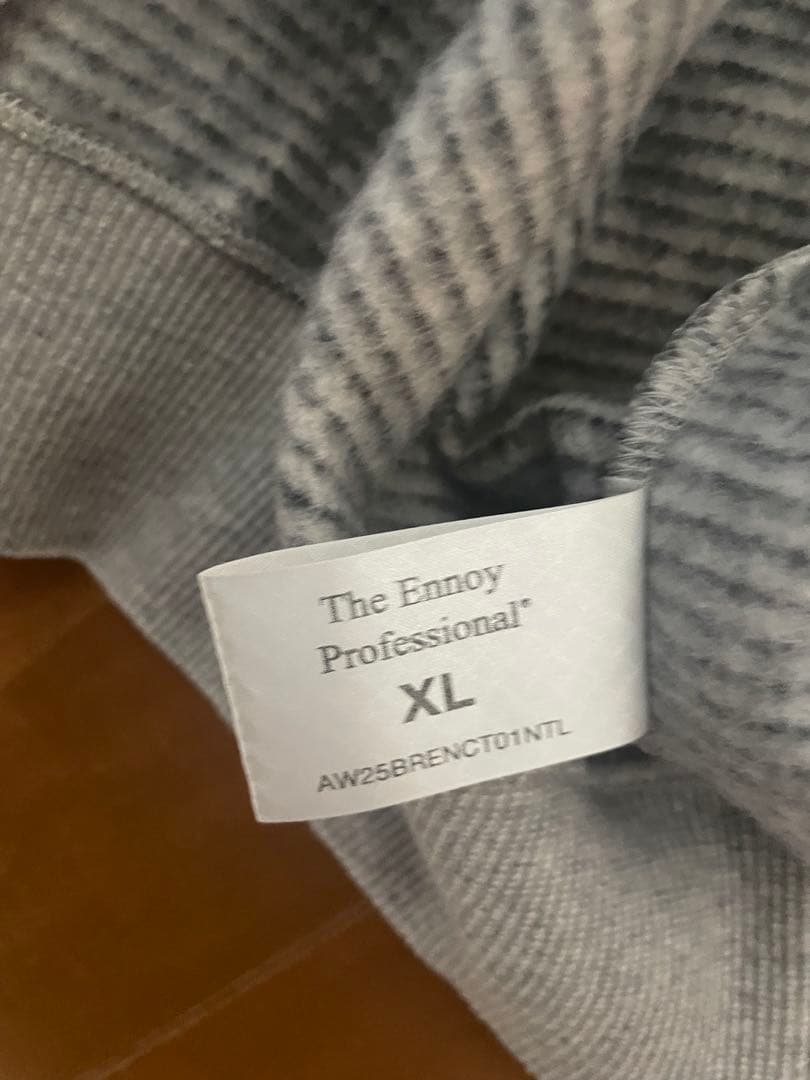 The Ennoy
Professional®
XL
AW25BRENCT01NTL